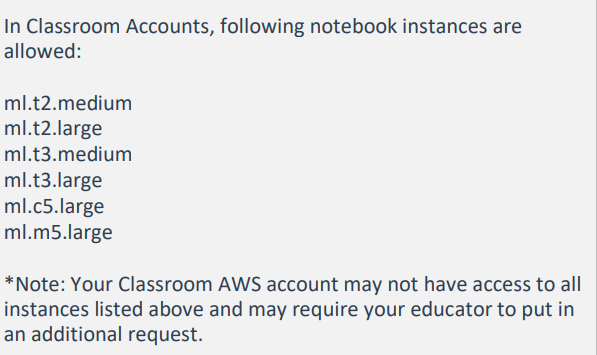 In Classroom Accounts, following notebook instances are
allowed:
ml.t2.medium
ml.t2.large
ml.t3.medium
ml.t3.large
ml.c5.large
ml.m5.large
*Note: Your Classroom AWS account may not have access to all
instances listed above and may require your educator to put in
an additional request.